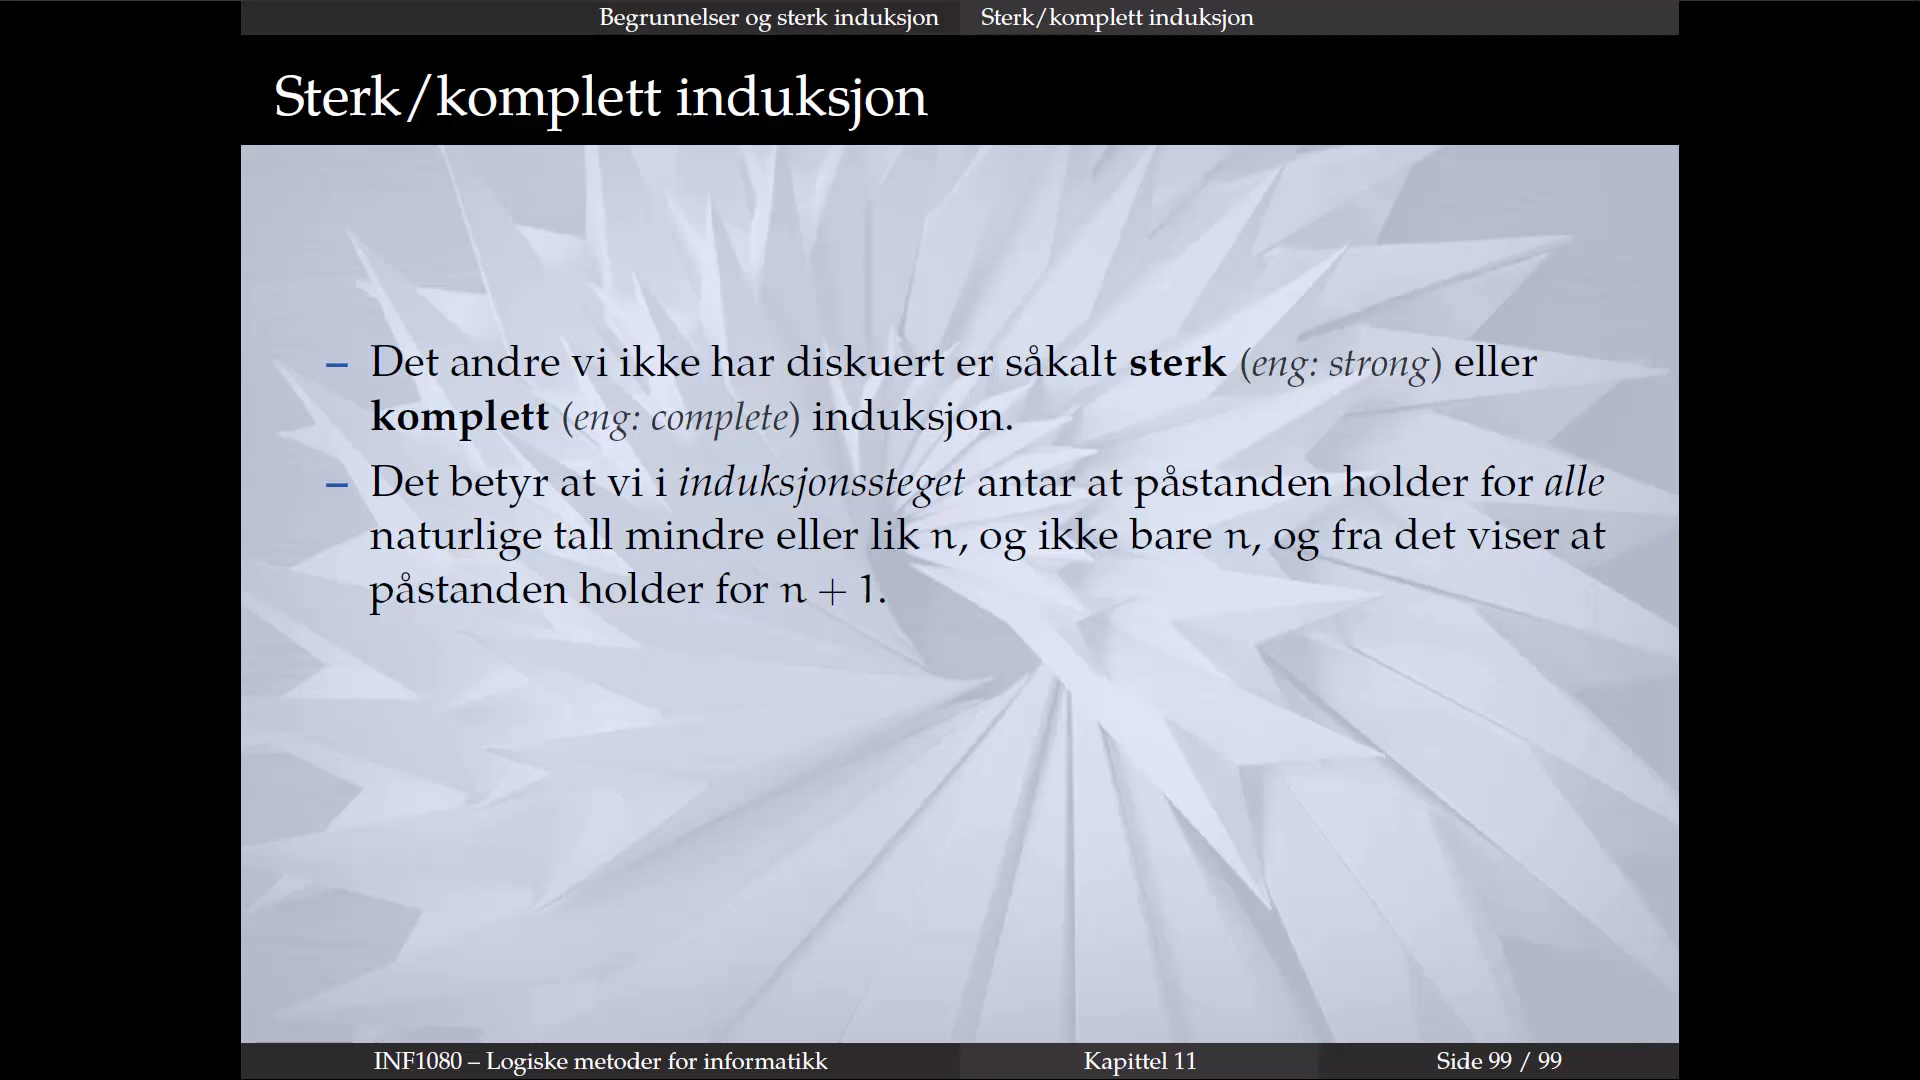 Begrunnelser og sterk induksjon Sterk/komplett induksjon
Sterk/komplett induksjon
– Det andre vi ikke har diskuert er såkalt sterk (eng: strong) eller
komplett (eng: complete) induksjon.
– Det betyr at vi i induksjonssteget antar at påstanden holder for alle
naturlige tall mindre eller lik n, og ikke bare n, og fra det viser at
påstanden holder for n + 1.
INF1080 – Logiske metoder for informatikk Kapittel 11 Side 99 / 99